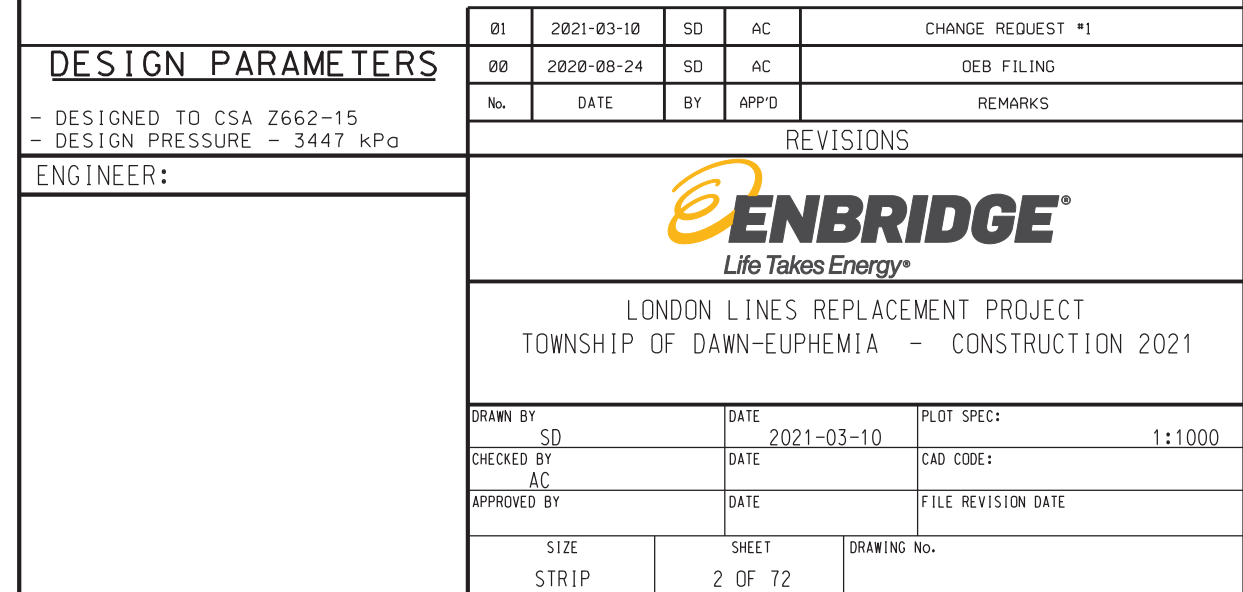 01 2021-03-10 SD AC CHANGE REQUEST #1
00 2020-08-24 SD AC OEB FILING
No. DATE BY APP'D REMARKS
REVISIONS
DESIGN PARAMETERS
- DESIGNED TO CSA Z662-15
- DESIGN PRESSURE - 3447 kPa
ENGINEER:
ENBRIDGE®
Life Takes Energy®
LONDON LINES REPLACEMENT PROJECT
TOWNSHIP OF DAWN-EUPHEMIA - CONSTRUCTION 2021
DRAWN BY DATE PLOT SPEC:
SD 2021-03-10 1:1000
CHECKED BY DATE CAD CODE:
AC
APPROVED BY DATE FILE REVISION DATE
SIZE SHEET DRAWING No.
STRIP 2 OF 72